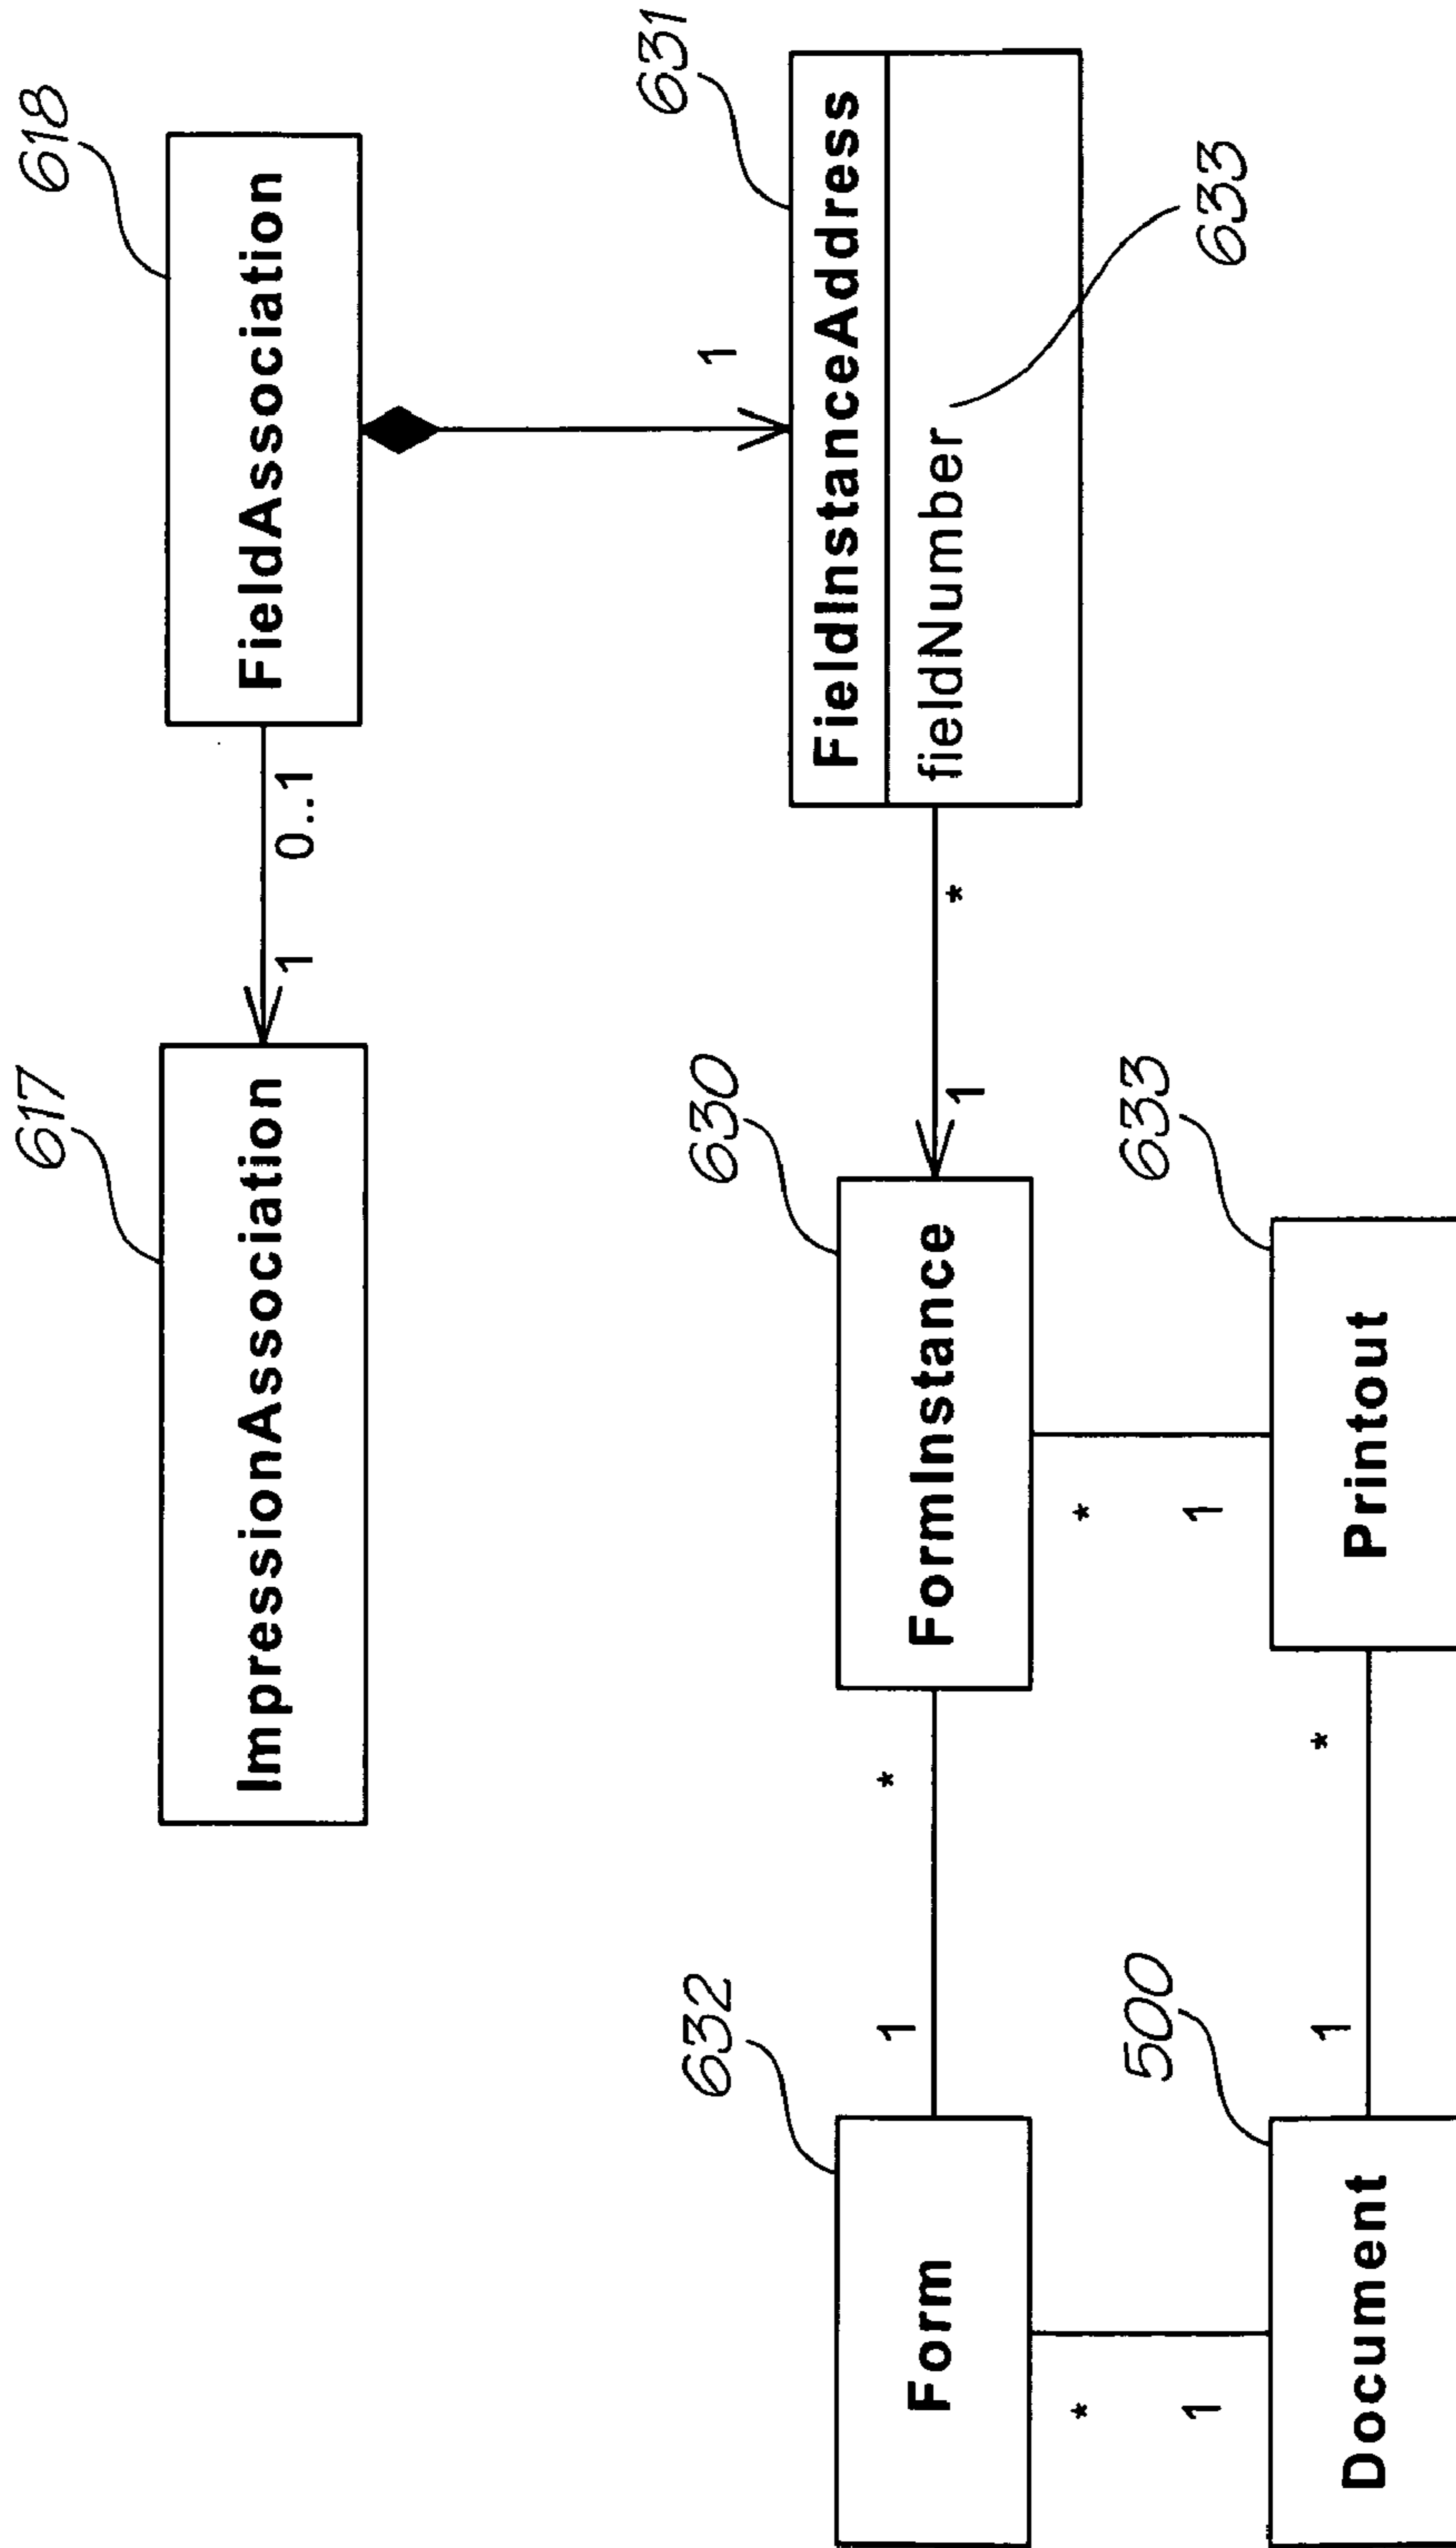 617
618
ImpressionAssociation
FieldAssociation
1
0..1
632
630
1
631
FieldInstanceAddress
1
*
Form
FormInstance
fieldNumber
1
*
*
*
500
633
1
1
633
1
*
Document
Printout